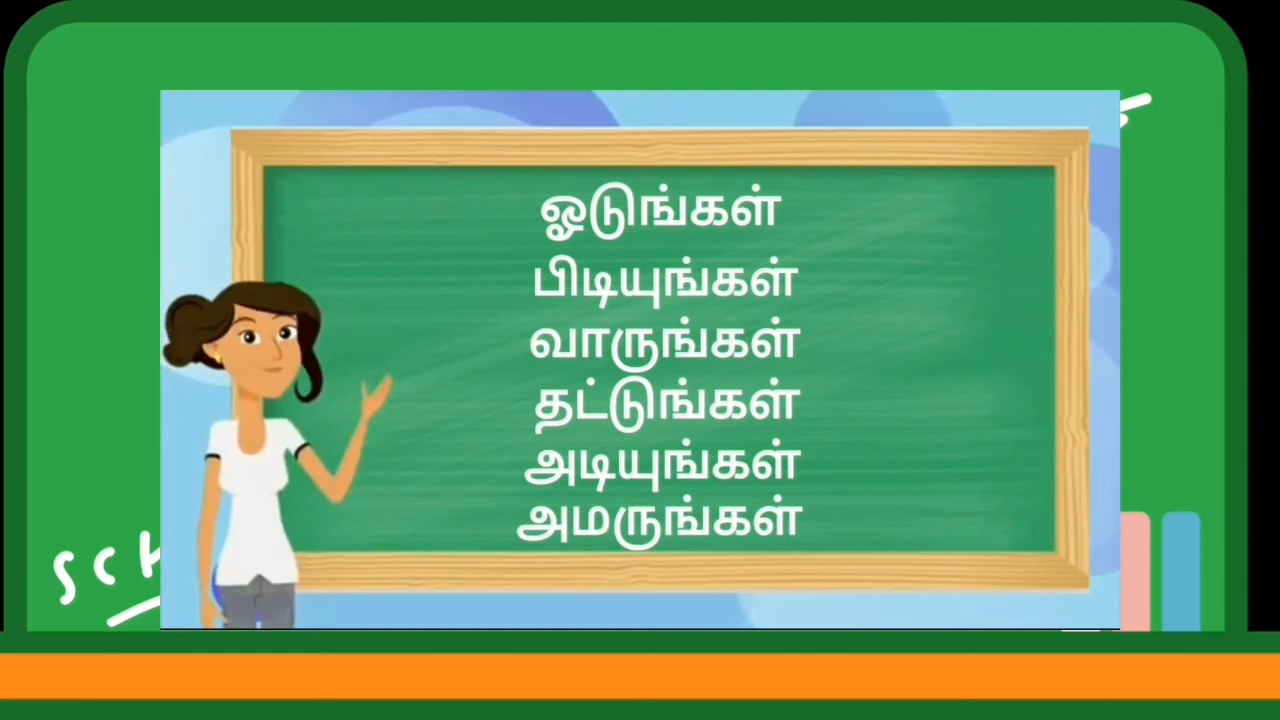 ஓடுங்கள்
பிடியுங்கள்
வாருங்கள்
தட்டுங்கள்
அடியுங்கள்
அமருங்கள்